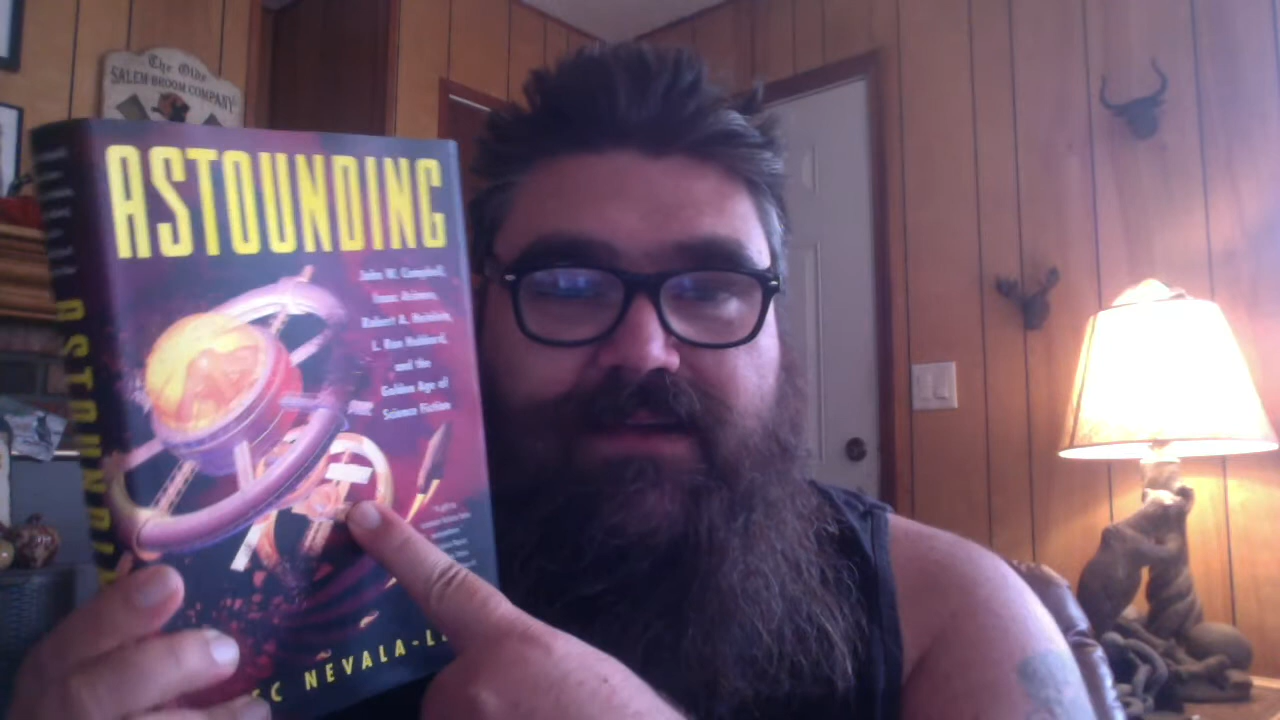 The Olde
SALEM BROOM COMPANY
ASTOUNDING
John W. Campbell,
Isaac Asimov,
Robert A. Heinlein,
L. Ron Hubbard,
and the
Golden Age of
Science Fiction
EC NEVALA-L
ASTOUND